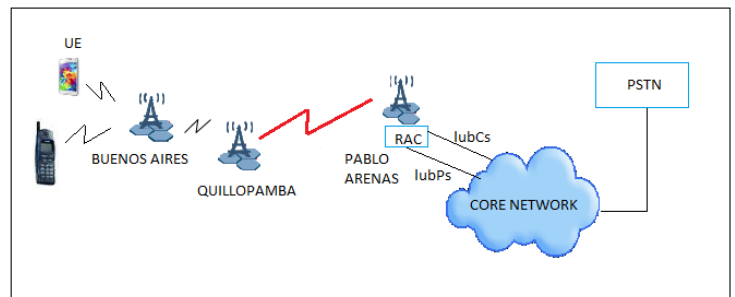 UE
BUENOS AIRES
QUILLOPAMBA
PABLO
ARENAS
RAC
IubCs
IubPs
CORE NETWORK
PSTN